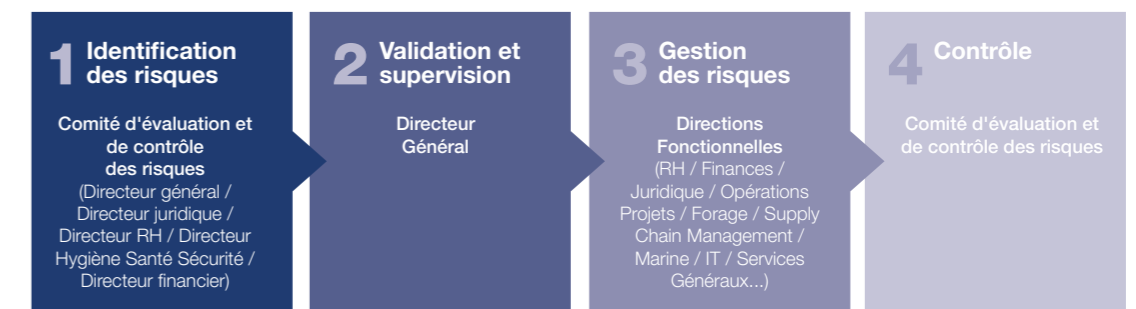 1 Identification
des risques
Comité d'évaluation et
de contrôle
des risques
(Directeur général /
Directeur juridique /
Directeur RH / Directeur
Hygiène Santé Sécurité /
Directeur financier)
2 Validation et
supervision
Directeur
Général
3 Gestion
des risques
Directions
Fonctionnelles
(RH / Finances /
Juridique / Opérations
Projets / Forage / Supply
Chain Management /
Marine / IT / Services
Généraux...)
4 Contrôle
Comité d'évaluation et
de contrôle des risques